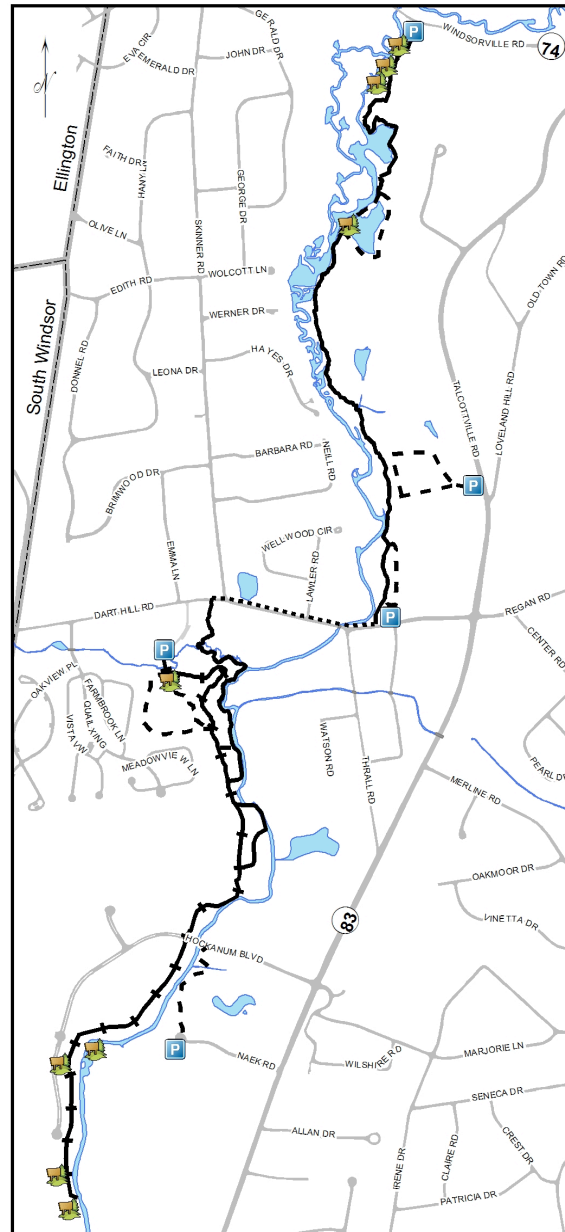 GERALD DR
P
WINDSORVILLE RD
74
EVA CIR
EMERALD DR
JOHN DR
N
Ellington
FAITH DR
HANY LN
GEORGE DR
SKINNER RD
OLIVE LN
OLD TOWN RD
EDITH RD
WOLCOTT LN
WERNER DR
South Windsor
DONNEL RD
HAYES DR
LEONA DR
TALCOTTVILLE RD
LOVELAND HILL RD
BARBARA RD
NEILL RD
BRIMWOOD DR
P
WELLWOOD CIR
EMMA LN
LAWLER RD
DART HILL RD
P
REGAN RD
CENTER RD
P
OAKVIEW PL
FARMBROOK LN
QUAIL XING
VISTA VW
MEADOWVIEW LN
WATSON RD
THRALL RD
PEARL DR
MERLINE RD
OAKMOOR DR
VINETTA DR
83
HOCKANUM BLVD
P
NAEK RD
WILSHIRE RD
MARJORIE LN
SENECA DR
ALLAN DR
IRENE DR
CLAIRE RD
CREST DR
PATRICIA DR